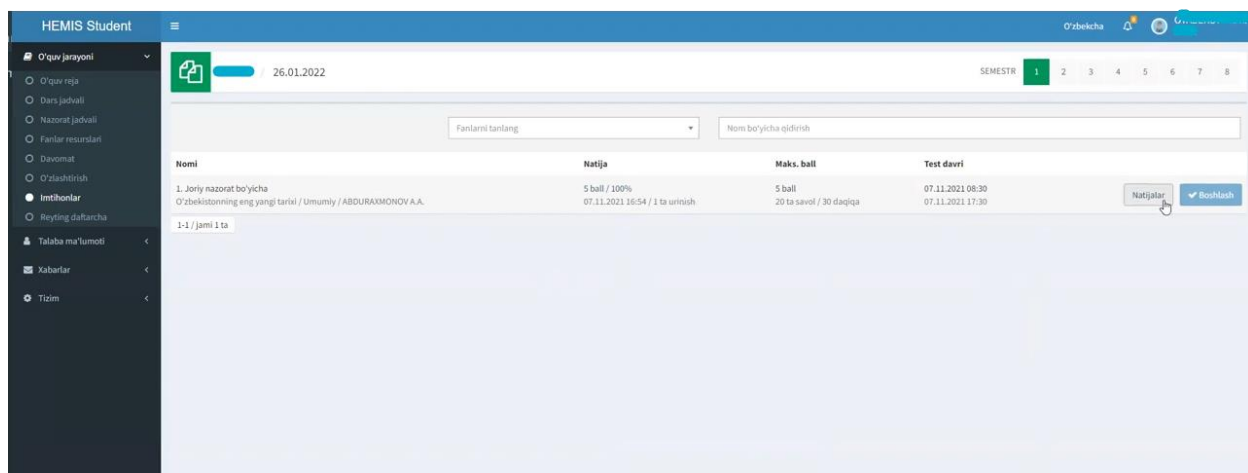 HEMIS Student
O'zbekcha
8
O'quv jarayoni
O'quv reja
Dars jadvali
Nazorat jadvali
Fanlar resurslari
Davomat
O'zlashtirish
Imtihonlar
Reyting daftarcha
Talaba ma'lumoti
Xabarlar
Tizim
/ 26.01.2022
SEMESTR 1 2 3 4 5 6 7 8
Fanlarni tanlang
Nom bo'yicha qidirish
Nomi Natija Maks. ball Test davri
1. Joriy nazorat bo'yicha 5 ball / 100% 5 ball 07.11.2021 08:30
O'zbekistonning eng yangi tarixi / Umumiy / ABDURAXMONOV A.A. 07.11.2021 16:54 / 1 ta urinish 20 ta savol / 30 daqiqa 07.11.2021 17:30
Natijalar Boshlash
1-1 / jami 1 ta